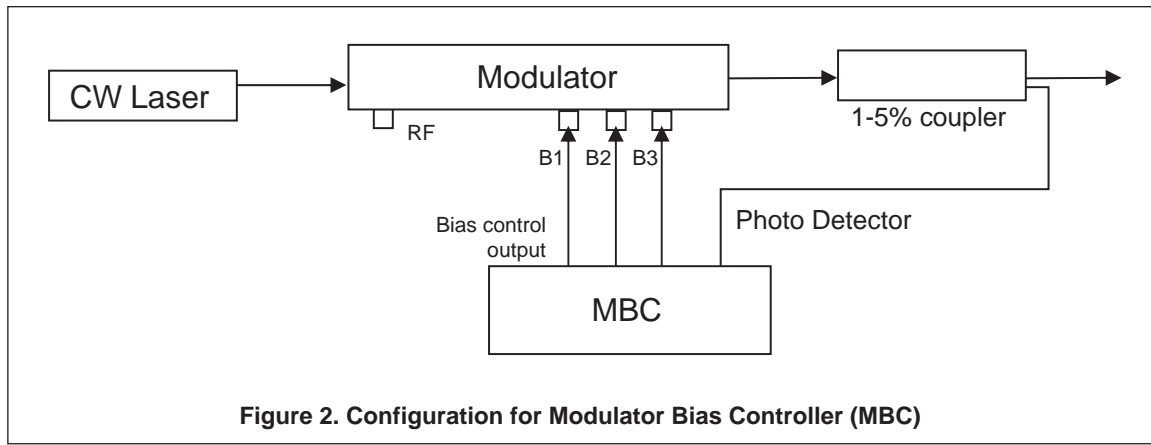 Modulator
CW Laser
1-5% coupler
RF
B1
B2
B3
Bias control
output
Photo Detector
MBC
Figure 2. Configuration for Modulator Bias Controller (MBC)